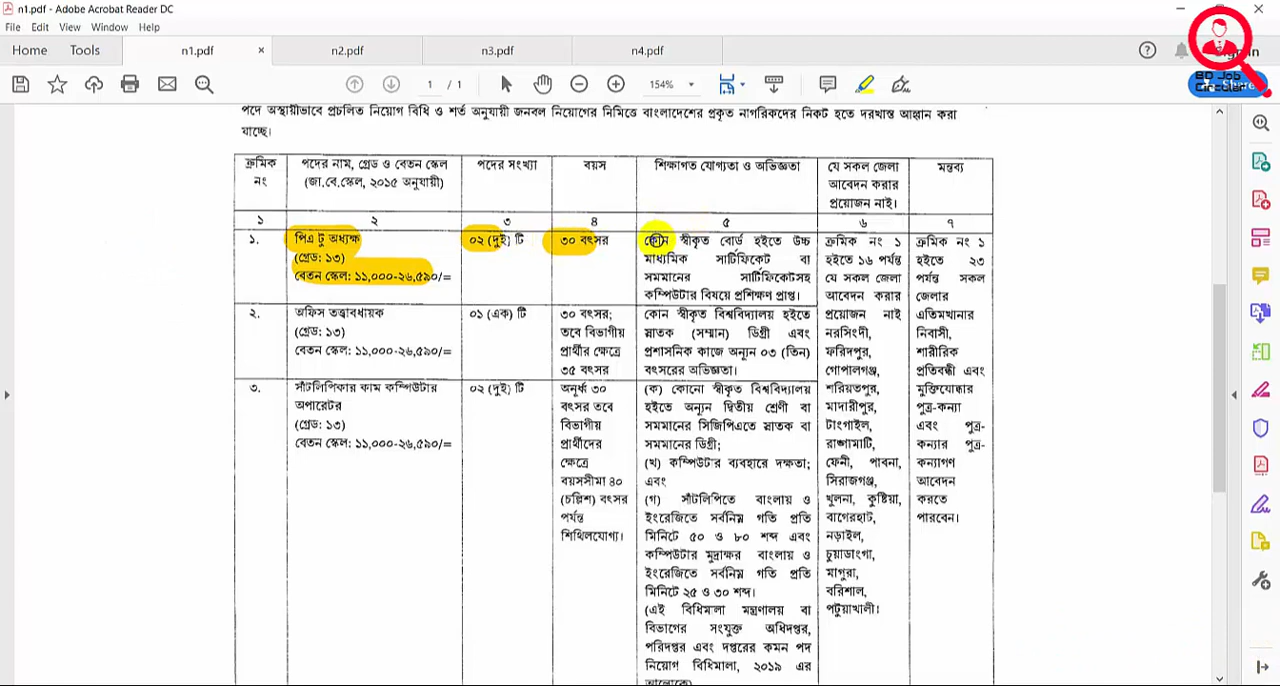 n1.pdf - Adobe Acrobat Reader DC
File Edit View Window Help
Home Tools n1.pdf × n2.pdf n3.pdf n4.pdf
1 / 1 154%
BD Job
Circular
পদে অস্থায়ীভাবে প্রচলিত নিয়োগ বিধি ও শর্ত অনুযায়ী জনবল নিয়োগের নিমিত্তে বাংলাদেশের প্রকৃত নাগরিকদের নিকট হতে দরখাস্ত আহ্বান করা
যাচ্ছে।
ক্রমিক
নং
পদের নাম, গ্রেড ও বেতন স্কেল
(জা.বে.স্কেল, ২০১৫ অনুযায়ী)
পদের সংখ্যা
বয়স
শিক্ষাগত যোগ্যতা ও অভিজ্ঞতা
যে সকল জেলা
আবেদন করার
প্রয়োজন নাই।
মন্তব্য
১ ২ ৩ ৪ ৫ ৬ ৭
১.
পিএ টু অধ্যক্ষ
(গ্রেড: ১৩)
বেতন স্কেল: ১১,০০০-২৬,৫৯০/=
০২ (দুই) টি
৩০ বৎসর
কোন স্বীকৃত বোর্ড হইতে উচ্চ
মাধ্যমিক সার্টিফিকেট বা
সমমানের সার্টিফিকেটসহ
কম্পিউটার বিষয়ে প্রশিক্ষণ প্রাপ্ত।
২.
অফিস তত্ত্বাবধায়ক
(গ্রেড: ১৩)
বেতন স্কেল: ১১,০০০-২৬,৫৯০/=
০১ (এক) টি
৩০ বৎসর;
তবে বিভাগীয়
প্রার্থীর ক্ষেত্রে
৩৫ বৎসর
কোন স্বীকৃত বিশ্ববিদ্যালয় হইতে
স্নাতক (সম্মান) ডিগ্রী এবং
প্রশাসনিক কাজে অন্যূন ০৩ (তিন)
বৎসরের অভিজ্ঞতা।
৩.
সাঁটলিপিকার কাম কম্পিউটার
অপারেটর
(গ্রেড: ১৩)
বেতন স্কেল: ১১,০০০-২৬,৫৯০/=
০২ (দুই) টি
অনূর্ধ্ব ৩০
বৎসর তবে
বিভাগীয়
প্রার্থীদের
ক্ষেত্রে
বয়সসীমা ৪০
(চল্লিশ) বৎসর
পর্যন্ত
শিথিলযোগ্য।
(ক) কোনো স্বীকৃত বিশ্ববিদ্যালয়
হইতে অন্যূন দ্বিতীয় শ্রেণী বা
সমমানের সিজিপিএতে স্নাতক বা
সমমানের ডিগ্রী;
(খ) কম্পিউটার ব্যবহারে দক্ষতা;
এবং
(গ) সাঁটলিপিতে বাংলায় ও
ইংরেজিতে সর্বনিম্ন গতি প্রতি
মিনিটে ৫০ ও ৮০ শব্দ এবং
কম্পিউটার মুদ্রাক্ষর বাংলায় ও
ইংরেজিতে সর্বনিম্ন গতি প্রতি
মিনিটে ২৫ ও ৩০ শব্দ।
(এই বিধিমালা মন্ত্রণালয় বা
বিভাগের সংযুক্ত অধিদপ্তর,
পরিদপ্তর এবং দপ্তরের কমন পদ
নিয়োগ বিধিমালা, ২০১৯ এর
আলোকে)
ক্রমিক নং ১
হইতে ১৬ পর্যন্ত
যে সকল জেলা
আবেদন করার
প্রয়োজন নাই
নরসিংদী,
ফরিদপুর,
গোপালগঞ্জ,
শরিয়তপুর,
মাদারীপুর,
টাংগাইল,
রাঙ্গামাটি,
ফেনী, পাবনা,
সিরাজগঞ্জ,
খুলনা, কুষ্টিয়া,
বাগেরহাট,
নড়াইল,
চুয়াডাংগা,
মাগুরা,
বরিশাল,
পটুয়াখালী।
ক্রমিক নং ১
হইতে ২৩
পর্যন্ত সকল
জেলার
এতিমখানার
নিবাসী,
শারীরিক
প্রতিবন্ধী এবং
মুক্তিযোদ্ধার
পুত্র-কন্যা
এবং পুত্র-
কন্যার পুত্র-
কন্যাগণ
আবেদন
করতে
পারবেন।